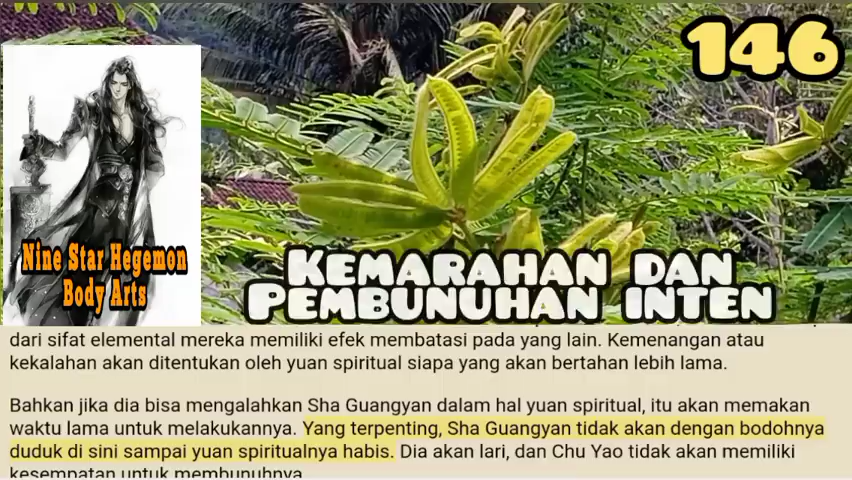 146
Nine Star Hegemon
Body Arts
Kemarahan dan
Pembunuhan inten
dari sifat elemental mereka memiliki efek membatasi pada yang lain. Kemenangan atau
kekalahan akan ditentukan oleh yuan spiritual siapa yang akan bertahan lebih lama.
Bahkan jika dia bisa mengalahkan Sha Guangyan dalam hal yuan spiritual, itu akan memakan
waktu lama untuk melakukannya. Yang terpenting, Sha Guangyan tidak akan dengan bodohnya
duduk di sini sampai yuan spiritualnya habis. Dia akan lari, dan Chu Yao tidak akan memiliki
kesempatan untuk membunuhnya.